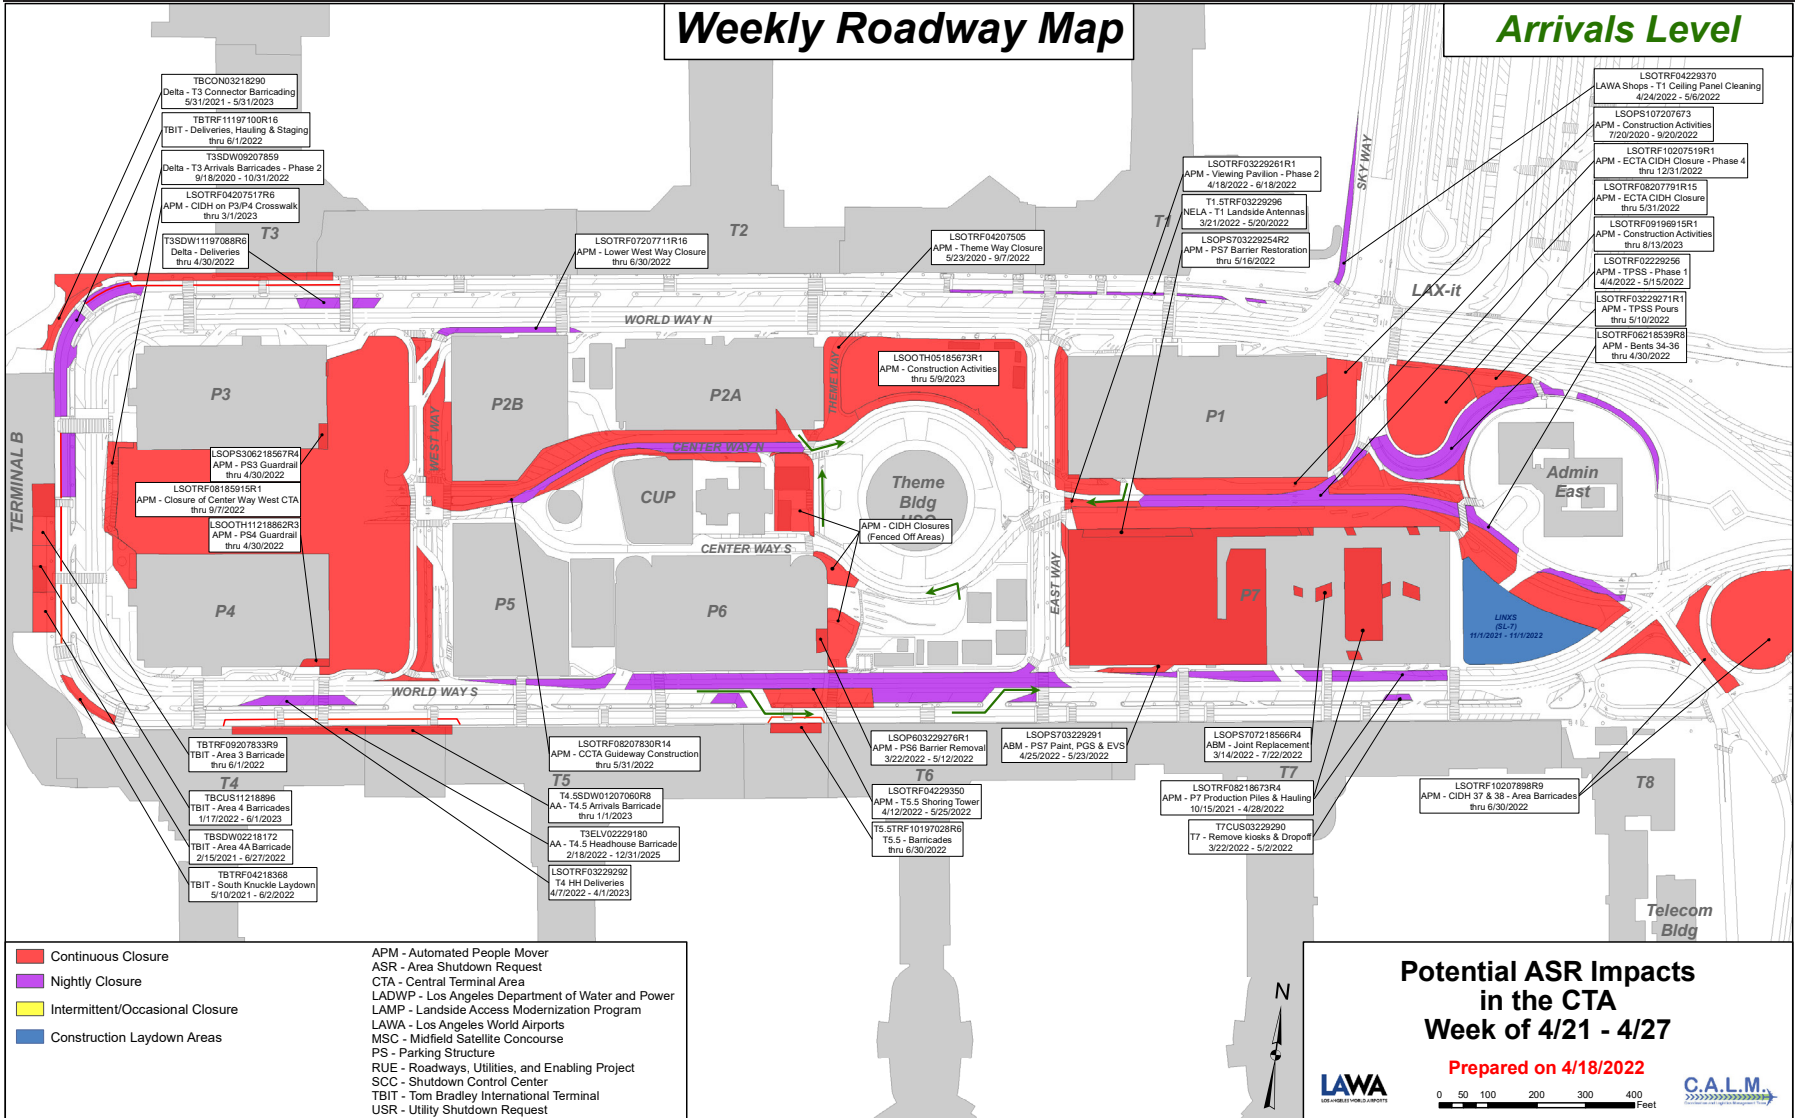 Weekly Roadway Map
Arrivals Level
TBCON03218290
Delta - T3 Connector Barricading
5/31/2021 - 5/31/2023
TBTRF11197100R16
TBIT - Deliveries, Hauling & Staging
thru 6/1/2022
T3SDW09207859
Delta - T3 Arrivals Barricades - Phase 2
9/18/2020 - 10/31/2022
LSOTRF04207517R6
APM - CIDH on P3/P4 Crosswalk
thru 3/1/2023
T3SDW11197088R6
Delta - Deliveries
thru 4/30/2022
LSOTRF07207711R16
APM - Lower West Way Closure
thru 6/30/2022
LSOTRF04207505
APM - Theme Way Closure
5/23/2020 - 9/7/2022
LSOTRF03229261R1
APM - Viewing Pavilion - Phase 2
4/18/2022 - 6/18/2022
T1.5TRF03229296
NELA - T1 Landside Antennas
3/21/2022 - 5/20/2022
LSOPS703229254R2
APM - PS7 Barrier Restoration
thru 5/16/2022
LSOTRF04229370
LAWA Shops - T1 Ceiling Panel Cleaning
4/24/2022 - 5/6/2022
LSOPS107207673
APM - Construction Activities
7/20/2020 - 9/20/2022
LSOTRF10207519R1
APM - ECTA CIDH Closure - Phase 4
thru 12/31/2022
LSOTRF08207791R15
APM - ECTA CIDH Closure
thru 5/31/2022
LSOTRF09196915R1
APM - Construction Activities
thru 8/13/2023
LSOTRF02229256
APM - TPSS - Phase 1
4/4/2022 - 5/15/2022
LSOTRF03229271R1
APM - TPSS Pours
thru 5/10/2022
LSOTRF06218539R8
APM - Bents 34-36
thru 4/30/2022
T3
T2
T1
SKY WAY
LAX-it
WORLD WAY N
P3
P2B
P2A
THEME WAY
LSOOTH05185673R1
APM - Construction Activities
thru 5/9/2023
P1
WEST WAY
CENTER WAY N
TERMINAL B
LSOPS306218567R4
APM - PS3 Guardrail
thru 4/30/2022
LSOTRF08185915R1
APM - Closure of Center Way West CTA
thru 9/7/2022
LSOOTH11218862R3
APM - PS4 Guardrail
thru 4/30/2022
CUP
Theme
Bldg
USO
APM - CIDH Closures
(Fenced Off Areas)
Admin
East
CENTER WAY S
EAST WAY
P4
P5
P6
P7
LINXS
(SL-7)
11/1/2021 - 11/1/2022
WORLD WAY S
TBTRF09207833R9
TBIT - Area 3 Barricade
thru 6/1/2022
T4
TBCUS11218896
TBIT - Area 4 Barricades
1/17/2022 - 6/1/2023
TBSDW02218172
TBIT - Area 4A Barricade
2/15/2021 - 6/27/2022
TBTRF04218368
TBIT - South Knuckle Laydown
5/10/2021 - 6/2/2022
LSOTRF08207830R14
APM - CCTA Guideway Construction
thru 5/31/2022
T5
T4.5SDW01207060R8
AA - T4.5 Arrivals Barricade
thru 1/1/2023
T3ELV02229180
AA - T4.5 Headhouse Barricade
2/18/2022 - 12/31/2025
LSOTRF03229292
T4 HH Deliveries
4/7/2022 - 4/1/2023
LSOP603229276R1
APM - PS6 Barrier Removal
3/22/2022 - 5/12/2022
T6
LSOTRF04229350
APM - T5.5 Shoring Tower
4/12/2022 - 5/25/2022
T5.5TRF10197028R6
T5.5 - Barricades
thru 6/30/2022
LSOPS703229291
ABM - PS7 Paint, PGS & EVS
4/25/2022 - 5/23/2022
LSOPS707218566R4
ABM - Joint Replacement
3/14/2022 - 7/22/2022
T7
LSOTRF08218673R4
APM - P7 Production Piles & Hauling
10/15/2021 - 4/28/2022
T7CUS03229290
T7 - Remove kiosks & Dropoff
3/22/2022 - 5/2/2022
LSOTRF10207898R9
APM - CIDH 37 & 38 - Area Barricades
thru 6/30/2022
T8
Telecom
Bldg
Continuous Closure
Nightly Closure
Intermittent/Occasional Closure
Construction Laydown Areas
APM - Automated People Mover
ASR - Area Shutdown Request
CTA - Central Terminal Area
LADWP - Los Angeles Department of Water and Power
LAMP - Landside Access Modernization Program
LAWA - Los Angeles World Airports
MSC - Midfield Satellite Concourse
PS - Parking Structure
RUE - Roadways, Utilities, and Enabling Project
SCC - Shutdown Control Center
TBIT - Tom Bradley International Terminal
USR - Utility Shutdown Request
N
Potential ASR Impacts
in the CTA
Week of 4/21 - 4/27
Prepared on 4/18/2022
LAWA
LOS ANGELES WORLD AIRPORTS
0 50 100 200 300 400
Feet
C.A.L.M.